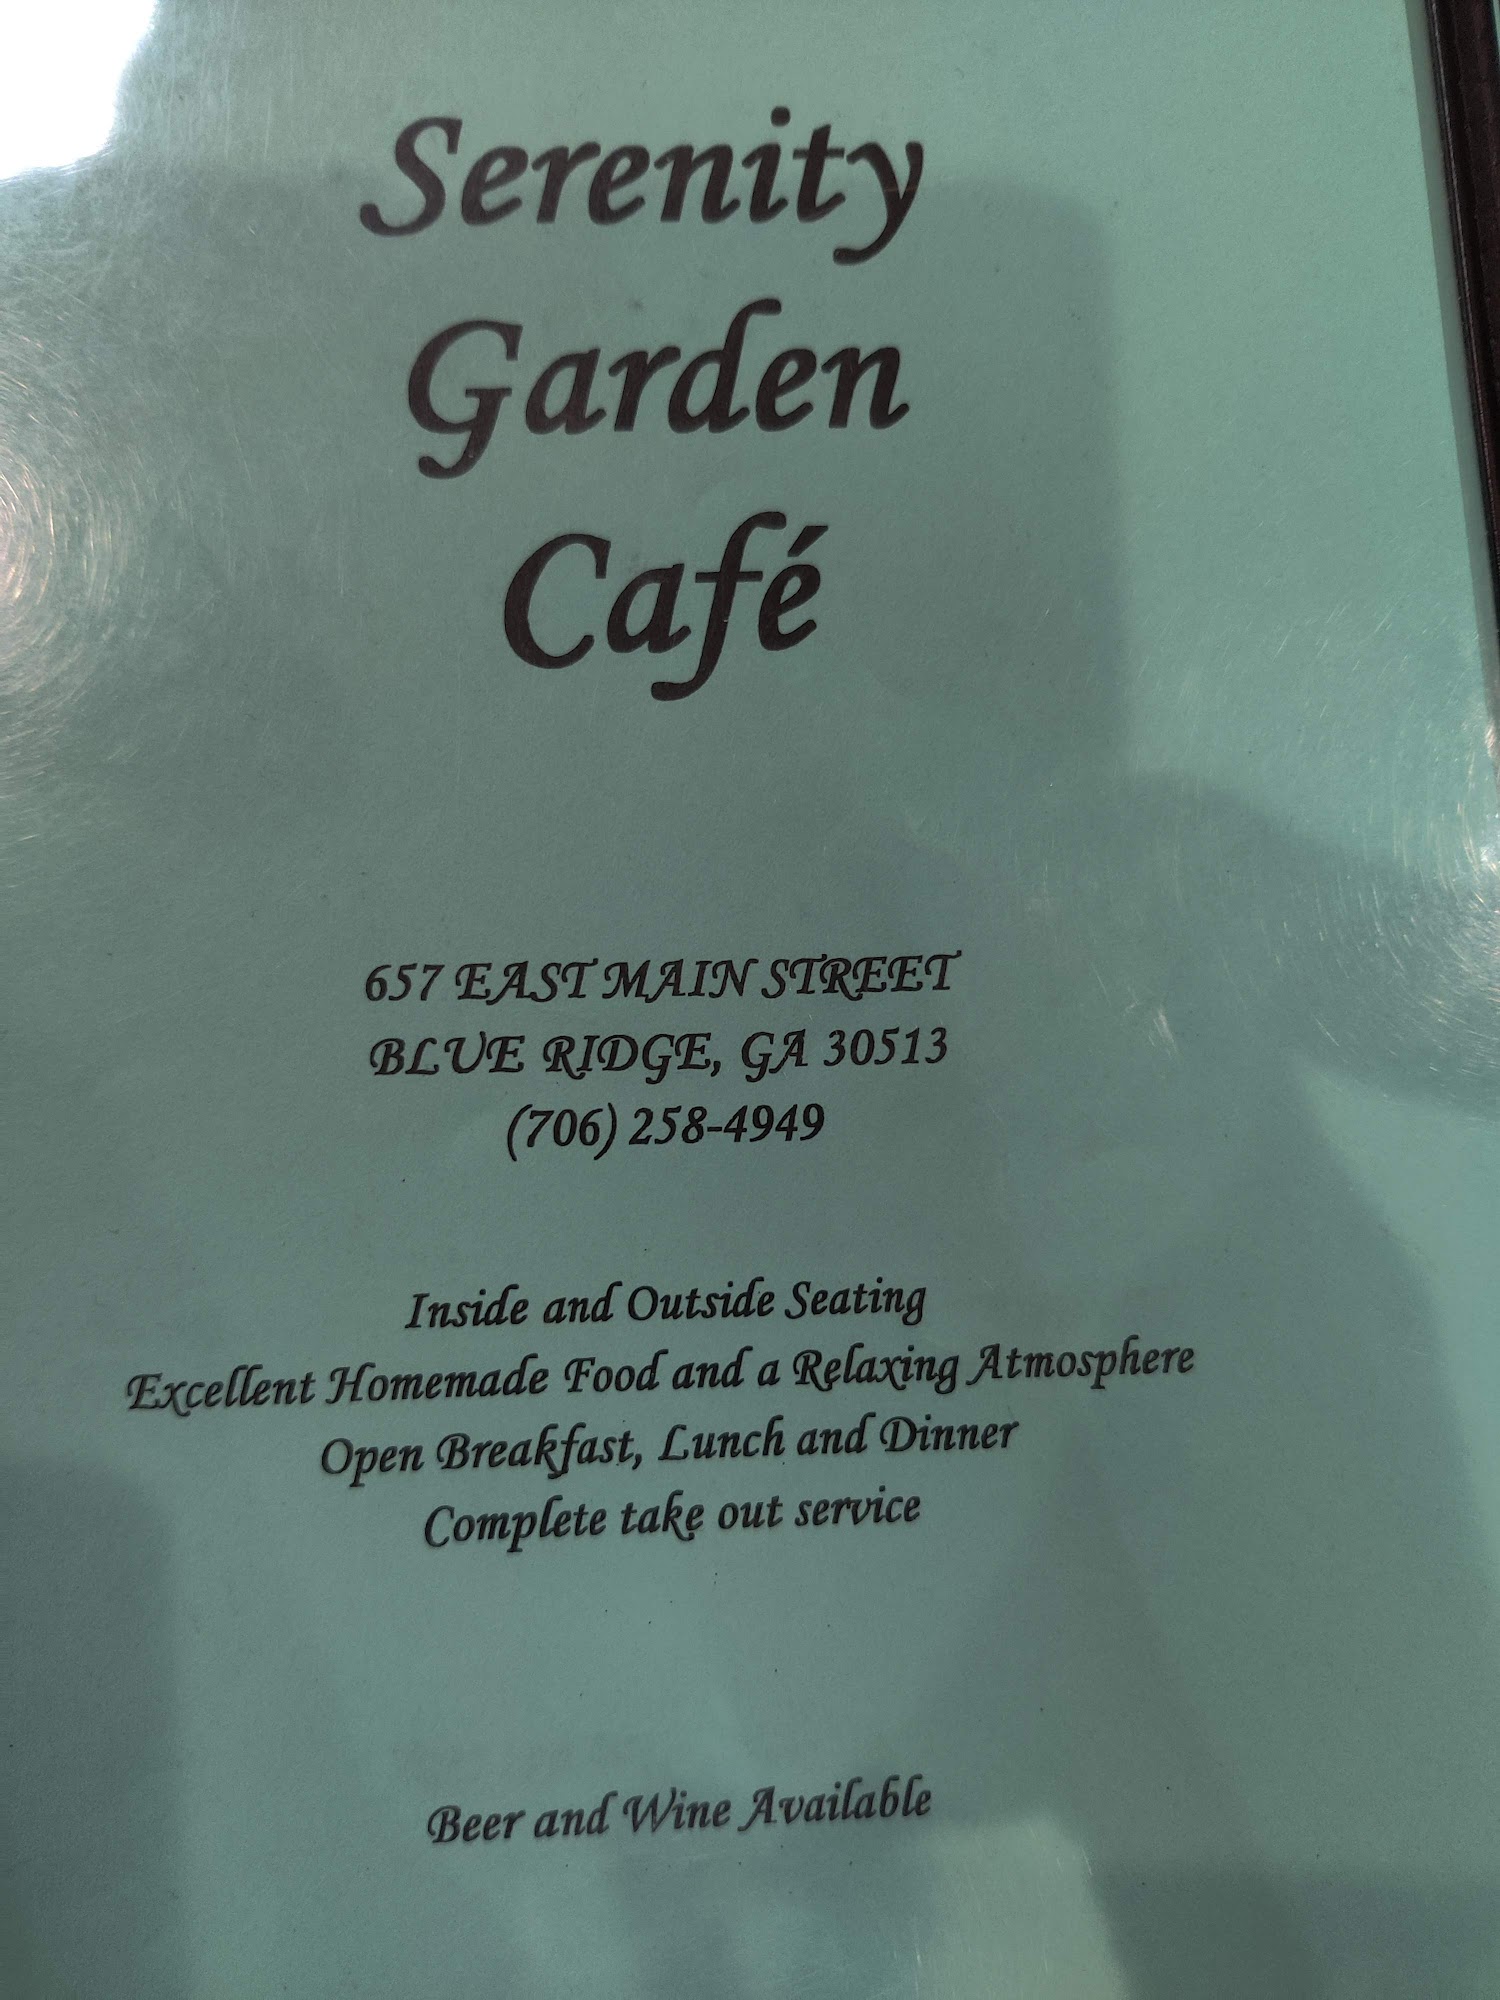 Serenity
Garden
Café
657 EAST MAIN STREET
BLUE RIDGE, GA 30513
(706) 258-4949
Inside and Outside Seating
Excellent Homemade Food and a Relaxing Atmosphere
Open Breakfast, Lunch and Dinner
Complete take out service
Beer and Wine Available